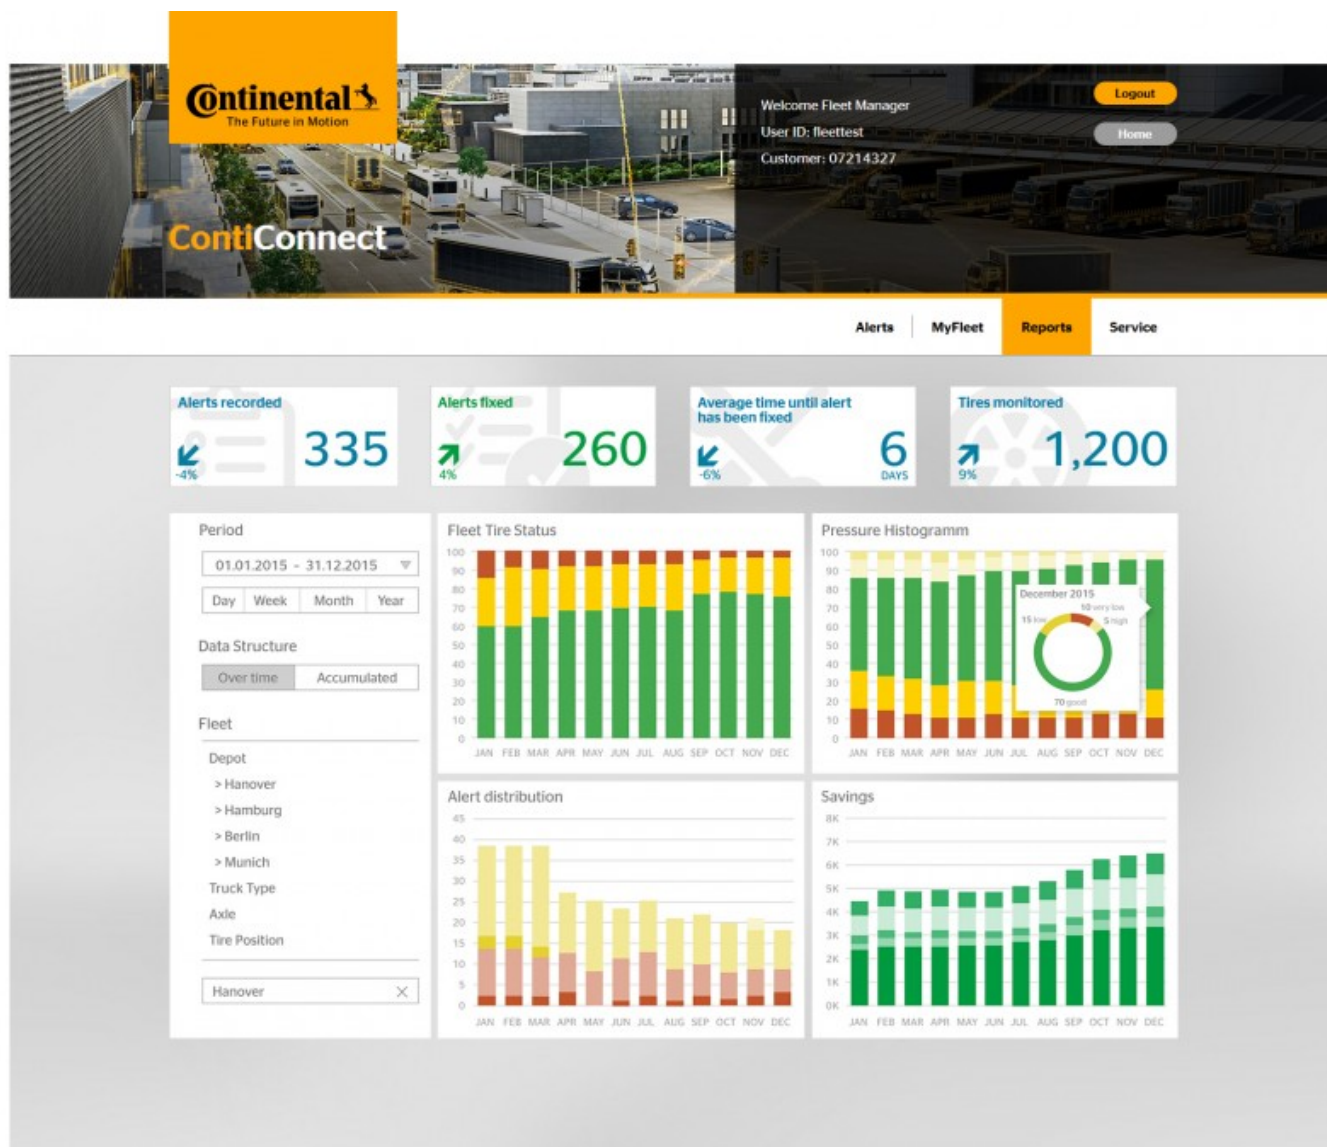 Continental
The Future in Motion
ContiConnect
Welcome Fleet Manager
User ID: fleettest
Customer: 07214327
Logout
Home
Alerts MyFleet Reports Service
Alerts recorded
335
-4%
Alerts fixed
260
4%
Average time until alert
has been fixed
6
DAYS
-6%
Tires monitored
1,200
9%
Period
01.01.2015 - 31.12.2015
Day Week Month Year
Data Structure
Over time Accumulated
Fleet
Depot
> Hanover
> Hamburg
> Berlin
> Munich
Truck Type
Axle
Tire Position
Hanover
Fleet Tire Status
100
90
80
70
60
50
40
30
20
10
0
JAN FEB MAR APR MAY JUN JUL AUG SEP OCT NOV DEC
Pressure Histogramm
100
90
80
70
60
50
40
30
20
10
0
December 2015
10 very low
15 low
5 high
70 good
JAN FEB MAR APR MAY JUN JUL AUG SEP OCT NOV DEC
Alert distribution
45
40
35
30
25
20
15
10
5
0
JAN FEB MAR APR MAY JUN JUL AUG SEP OCT NOV DEC
Savings
8K
7K
6K
5K
4K
3K
2K
1K
0K
JAN FEB MAR APR MAY JUN JUL AUG SEP OCT NOV DEC